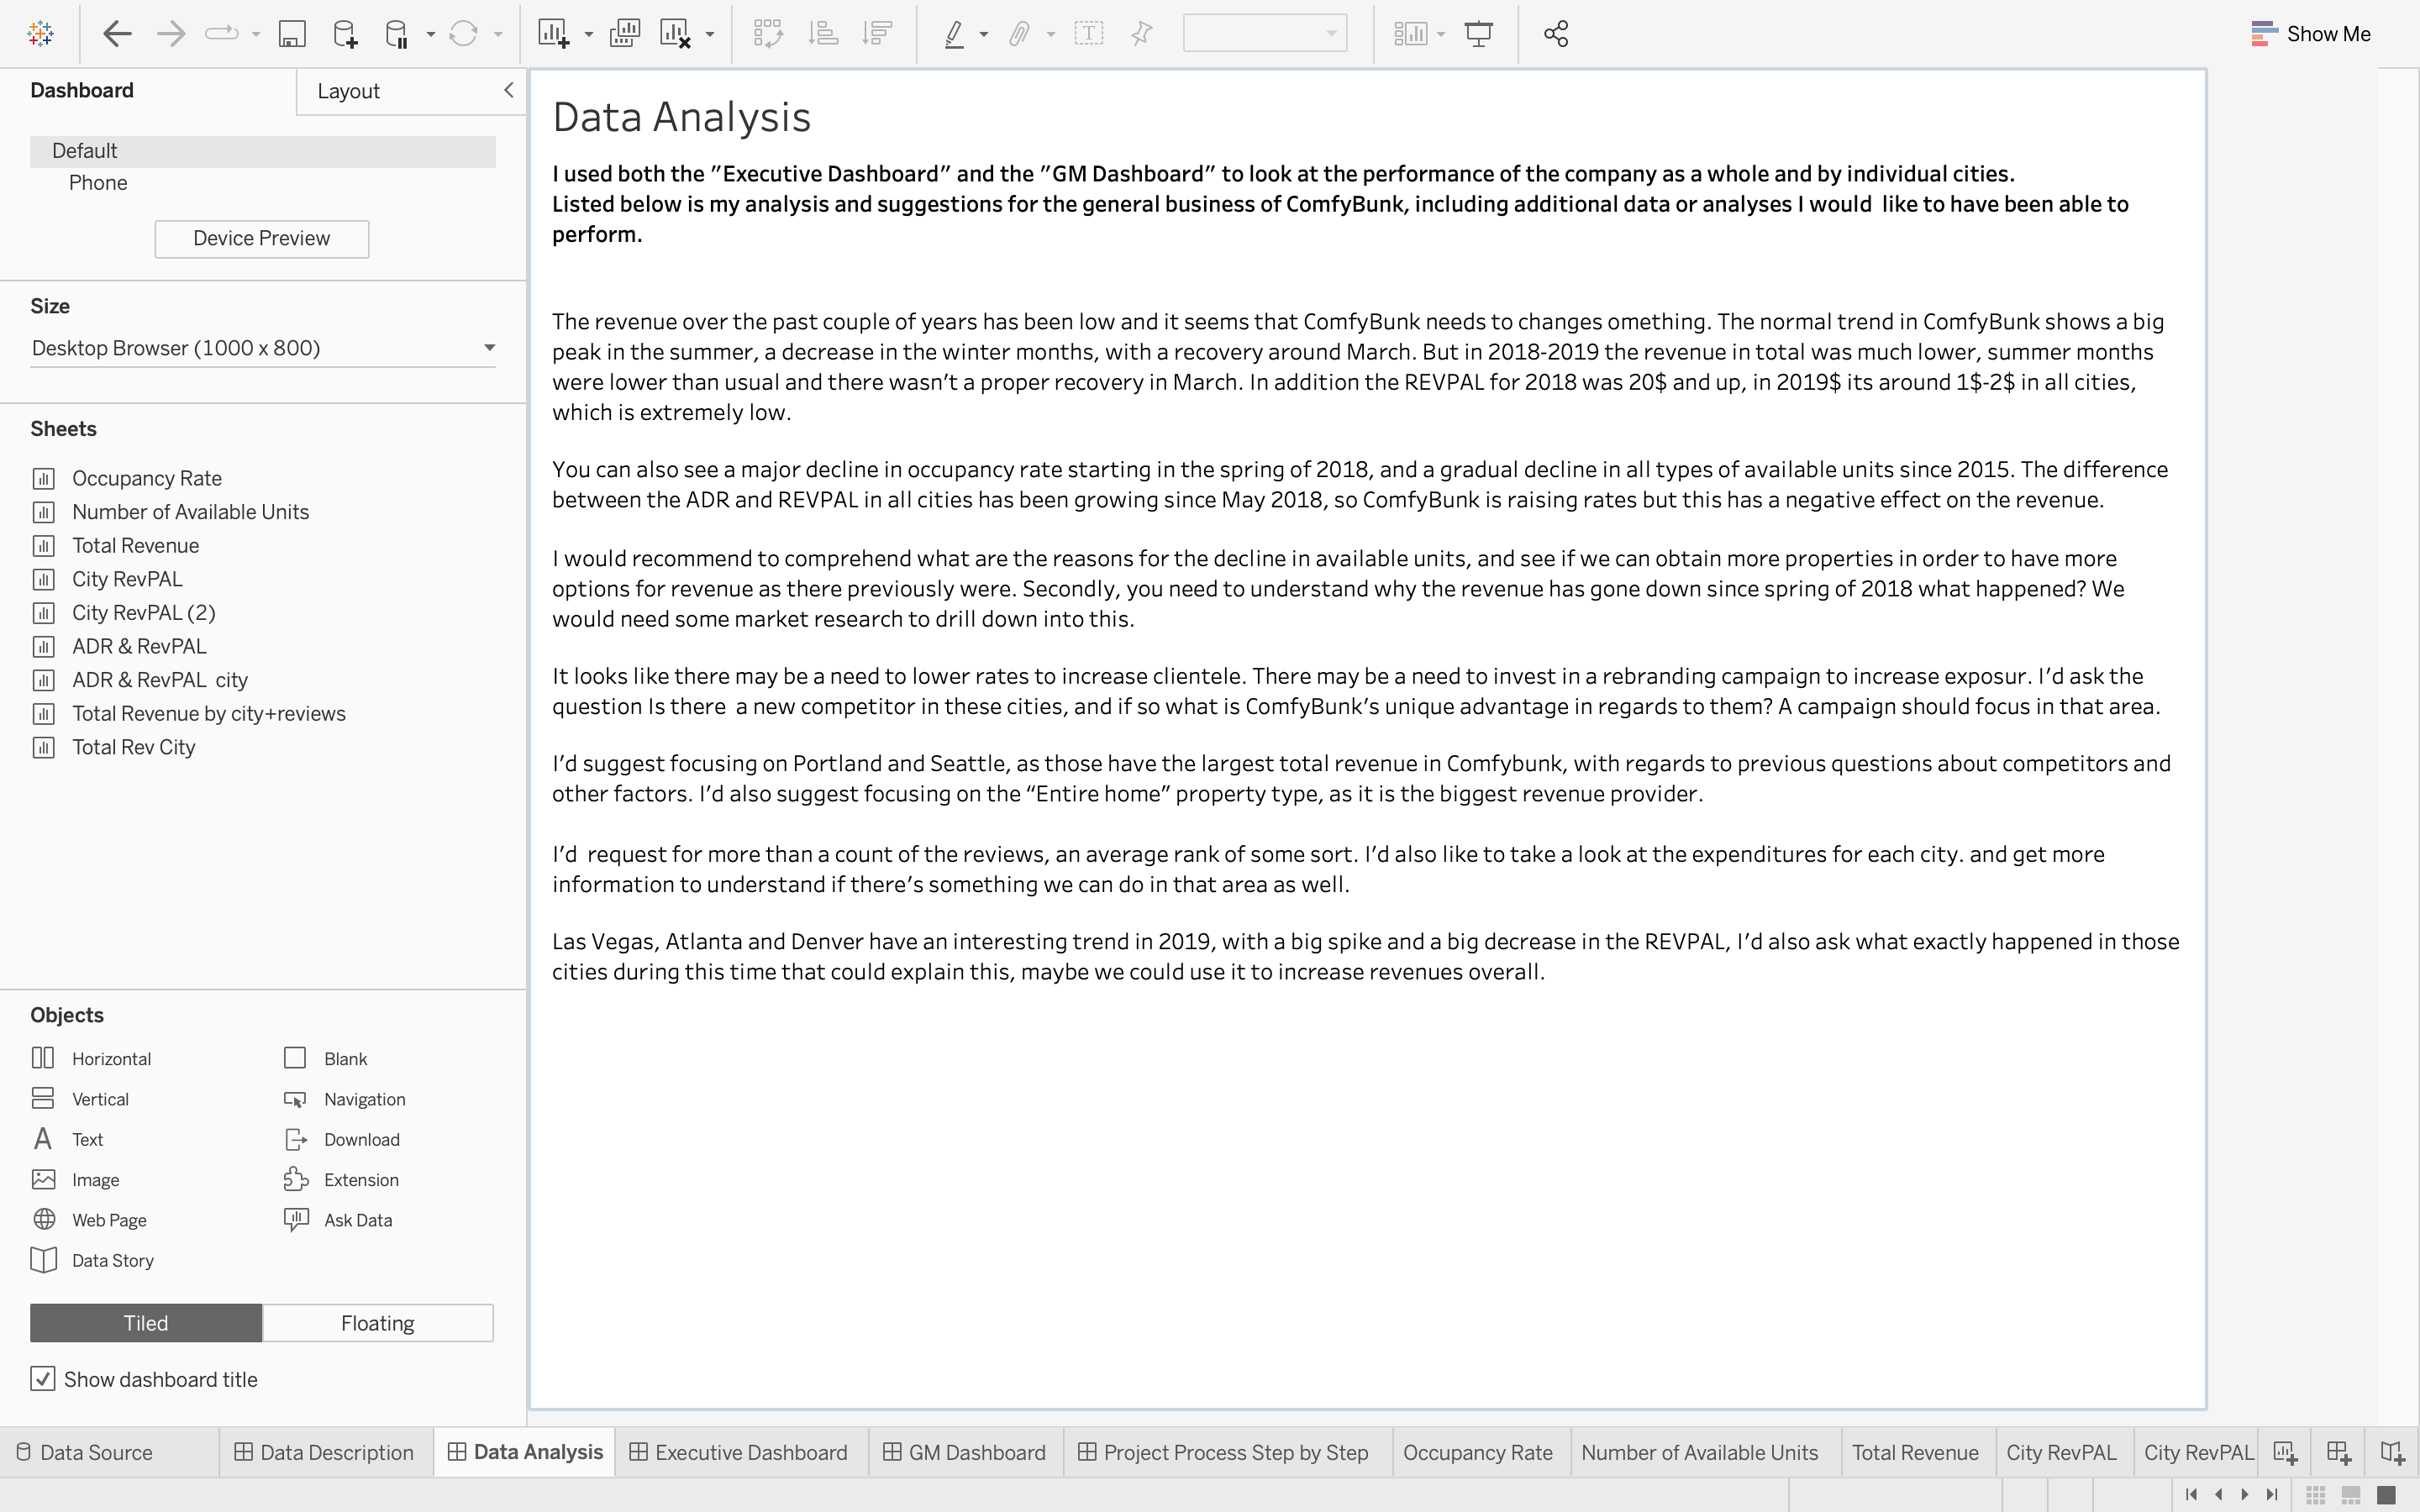 Show Me
Dashboard
Layout
Default
Phone
Device Preview
Size
Desktop Browser (1000 x 800)
Sheets
Occupancy Rate
Number of Available Units
Total Revenue
City RevPAL
City RevPAL (2)
ADR & RevPAL
ADR & RevPAL  city
Total Revenue by city+reviews
Total Rev City
Objects
Horizontal
Blank
Vertical
Navigation
Text
Download
Image
Extension
Web Page
Ask Data
Data Story
Tiled
Floating
Show dashboard title
Data Analysis
I used both the ”Executive Dashboard” and the ”GM Dashboard” to look at the performance of the company as a whole and by individual cities.
Listed below is my analysis and suggestions for the general business of ComfyBunk, including additional data or analyses I would  like to have been able to
perform.
The revenue over the past couple of years has been low and it seems that ComfyBunk needs to changes omething. The normal trend in ComfyBunk shows a big
peak in the summer, a decrease in the winter months, with a recovery around March. But in 2018-2019 the revenue in total was much lower, summer months
were lower than usual and there wasn’t a proper recovery in March. In addition the REVPAL for 2018 was 20$ and up, in 2019$ its around 1$-2$ in all cities,
which is extremely low.
You can also see a major decline in occupancy rate starting in the spring of 2018, and a gradual decline in all types of available units since 2015. The difference
between the ADR and REVPAL in all cities has been growing since May 2018, so ComfyBunk is raising rates but this has a negative effect on the revenue.
I would recommend to comprehend what are the reasons for the decline in available units, and see if we can obtain more properties in order to have more
options for revenue as there previously were. Secondly, you need to understand why the revenue has gone down since spring of 2018 what happened? We
would need some market research to drill down into this.
It looks like there may be a need to lower rates to increase clientele. There may be a need to invest in a rebranding campaign to increase exposur. I’d ask the
question Is there  a new competitor in these cities, and if so what is ComfyBunk’s unique advantage in regards to them? A campaign should focus in that area.
I’d suggest focusing on Portland and Seattle, as those have the largest total revenue in Comfybunk, with regards to previous questions about competitors and
other factors. I’d also suggest focusing on the “Entire home” property type, as it is the biggest revenue provider.
I’d  request for more than a count of the reviews, an average rank of some sort. I’d also like to take a look at the expenditures for each city. and get more
information to understand if there’s something we can do in that area as well.
Las Vegas, Atlanta and Denver have an interesting trend in 2019, with a big spike and a big decrease in the REVPAL, I’d also ask what exactly happened in those
cities during this time that could explain this, maybe we could use it to increase revenues overall.
Data Source
Data Description
Data Analysis
Executive Dashboard
GM Dashboard
Project Process Step by Step
Occupancy Rate
Number of Available Units
Total Revenue
City RevPAL
City RevPAL